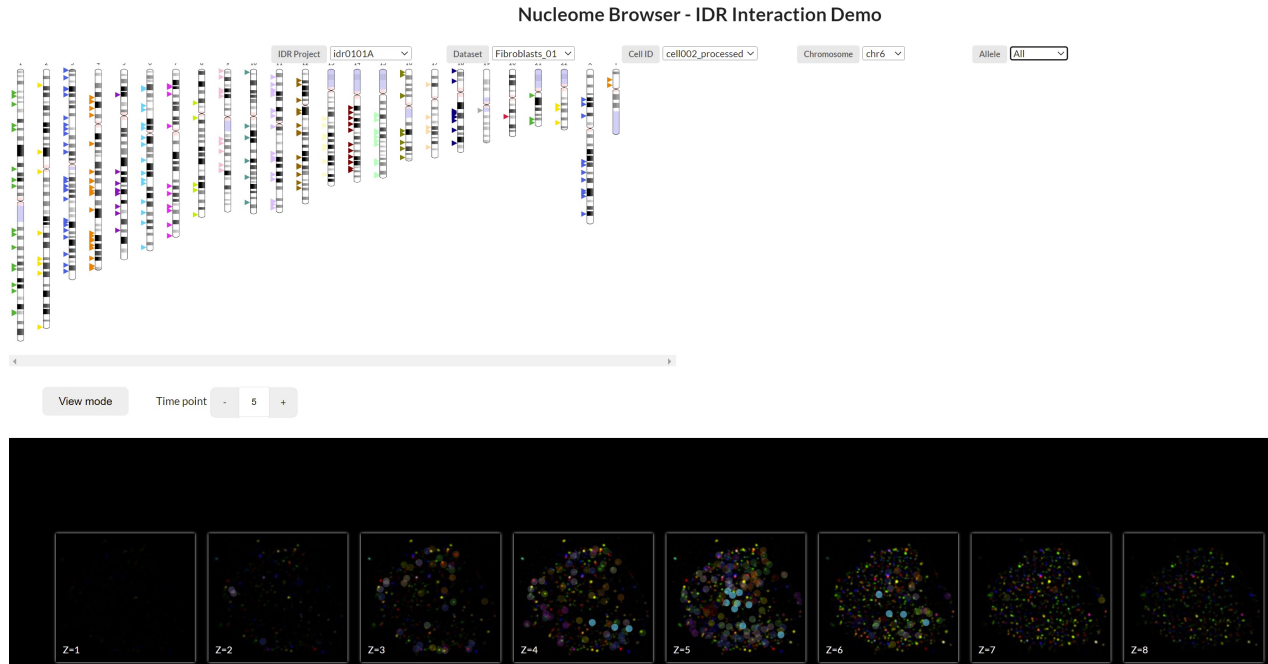 Nucleome Browser - IDR Interaction Demo
IDR Project idr0101A Dataset Fibroblasts_01 Cell ID cell002_processed Chromosome chr6 Allele All
View mode Time point - 5 +
Z=1 Z=2 Z=3 Z=4 Z=5 Z=6 Z=7 Z=8